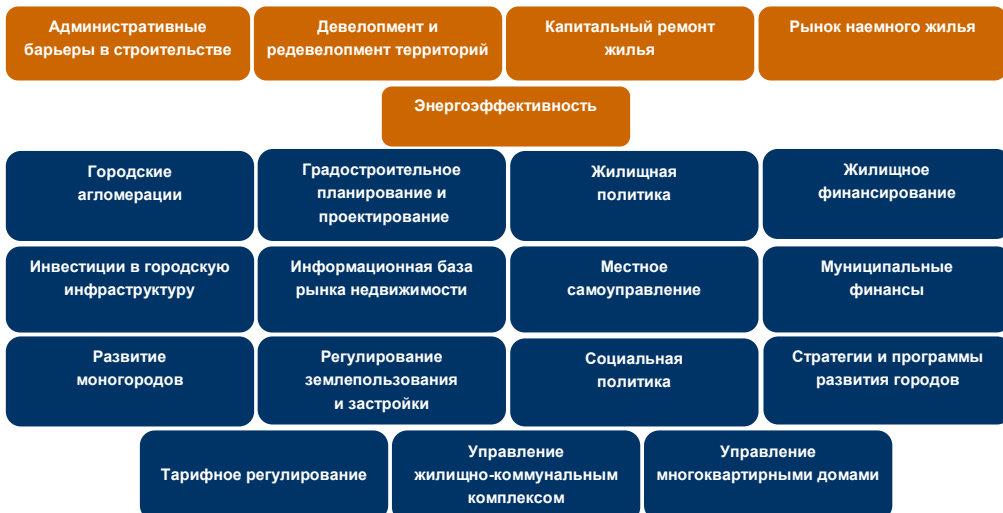 Административные
барьеры в строительстве
Девелопмент и
редевелопмент территорий
Капитальный ремонт
жилья
Рынок наемного жилья
Энергоэффективность
Городские
агломерации
Градостроительное
планирование и
проектирование
Жилищная
политика
Жилищное
финансирование
Инвестиции в городскую
инфраструктуру
Информационная база
рынка недвижимости
Местное
самоуправление
Муниципальные
финансы
Развитие
моногородов
Регулирование
землепользования
и застройки
Социальная
политика
Стратегии и программы
развития городов
Тарифное регулирование
Управление
жилищно-коммунальным
комплексом
Управление
многоквартирными домами